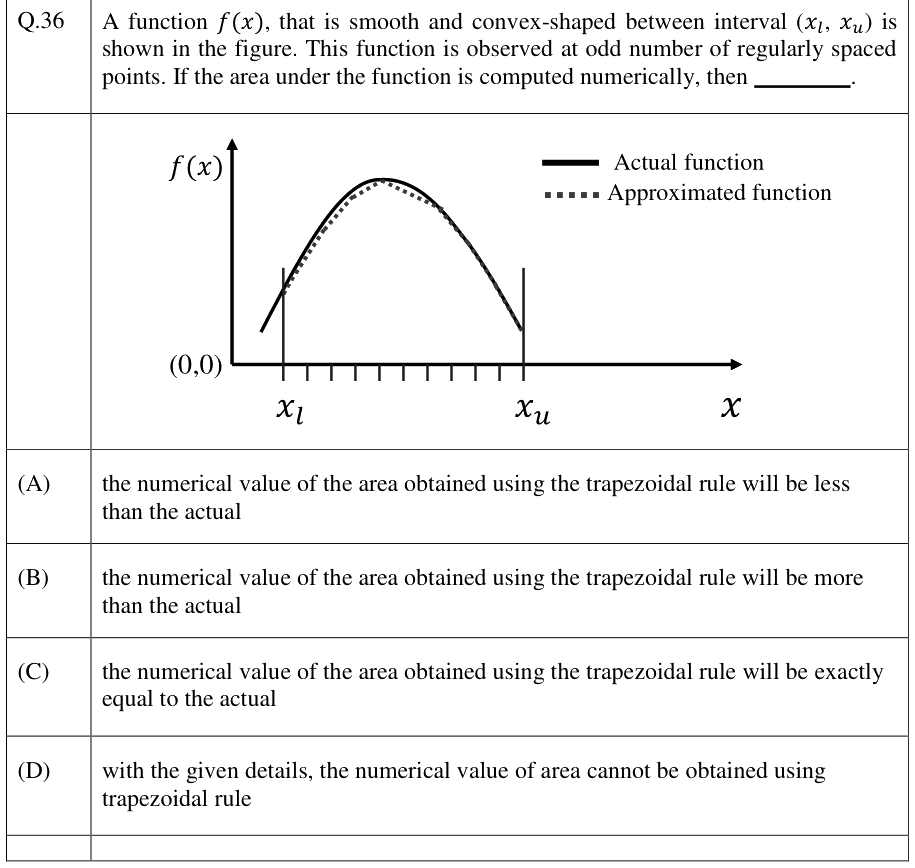 Q.36
A function f(x), that is smooth and convex-shaped between interval (xₗ, xᵤ) is
shown in the figure. This function is observed at odd number of regularly spaced
points. If the area under the function is computed numerically, then ________.
f(x)
Actual function
Approximated function
(0,0)
xₗ
xᵤ
x
(A)
the numerical value of the area obtained using the trapezoidal rule will be less
than the actual
(B)
the numerical value of the area obtained using the trapezoidal rule will be more
than the actual
(C)
the numerical value of the area obtained using the trapezoidal rule will be exactly
equal to the actual
(D)
with the given details, the numerical value of area cannot be obtained using
trapezoidal rule